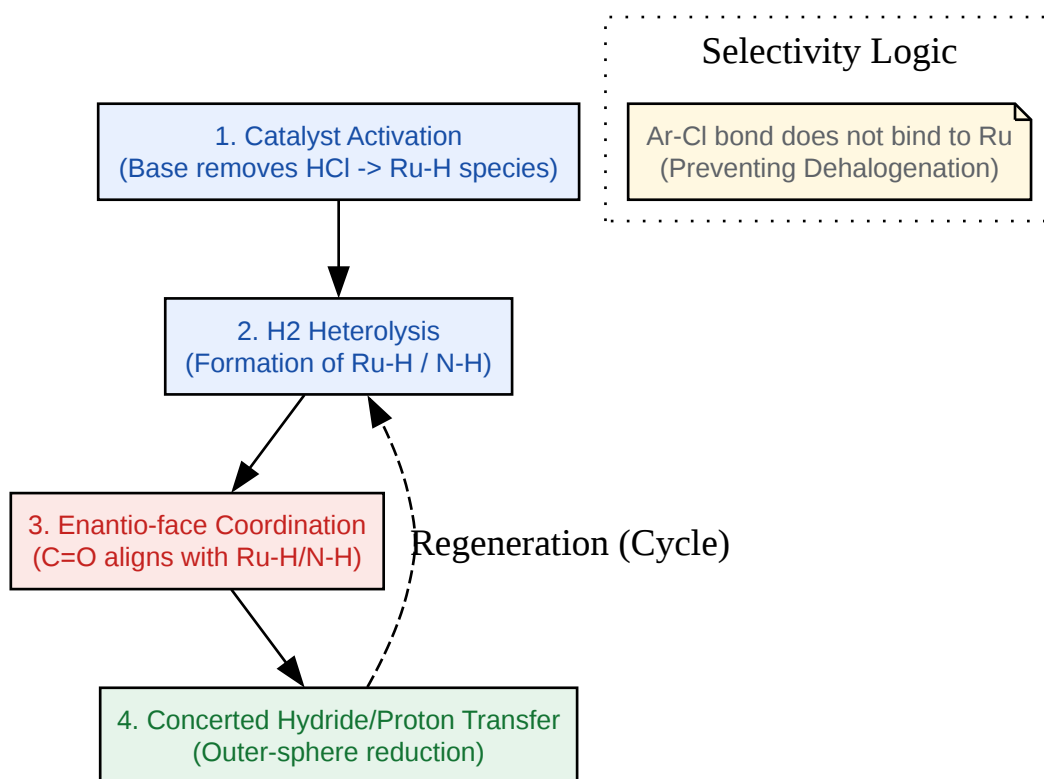 Selectivity Logic
Ar-Cl bond does not bind to Ru
(Preventing Dehalogenation)
1. Catalyst Activation
(Base removes HCl -> Ru-H species)
2. H2 Heterolysis
(Formation of Ru-H / N-H)
3. Enantio-face Coordination
(C=O aligns with Ru-H/N-H)
Regeneration (Cycle)
4. Concerted Hydride/Proton Transfer
(Outer-sphere reduction)